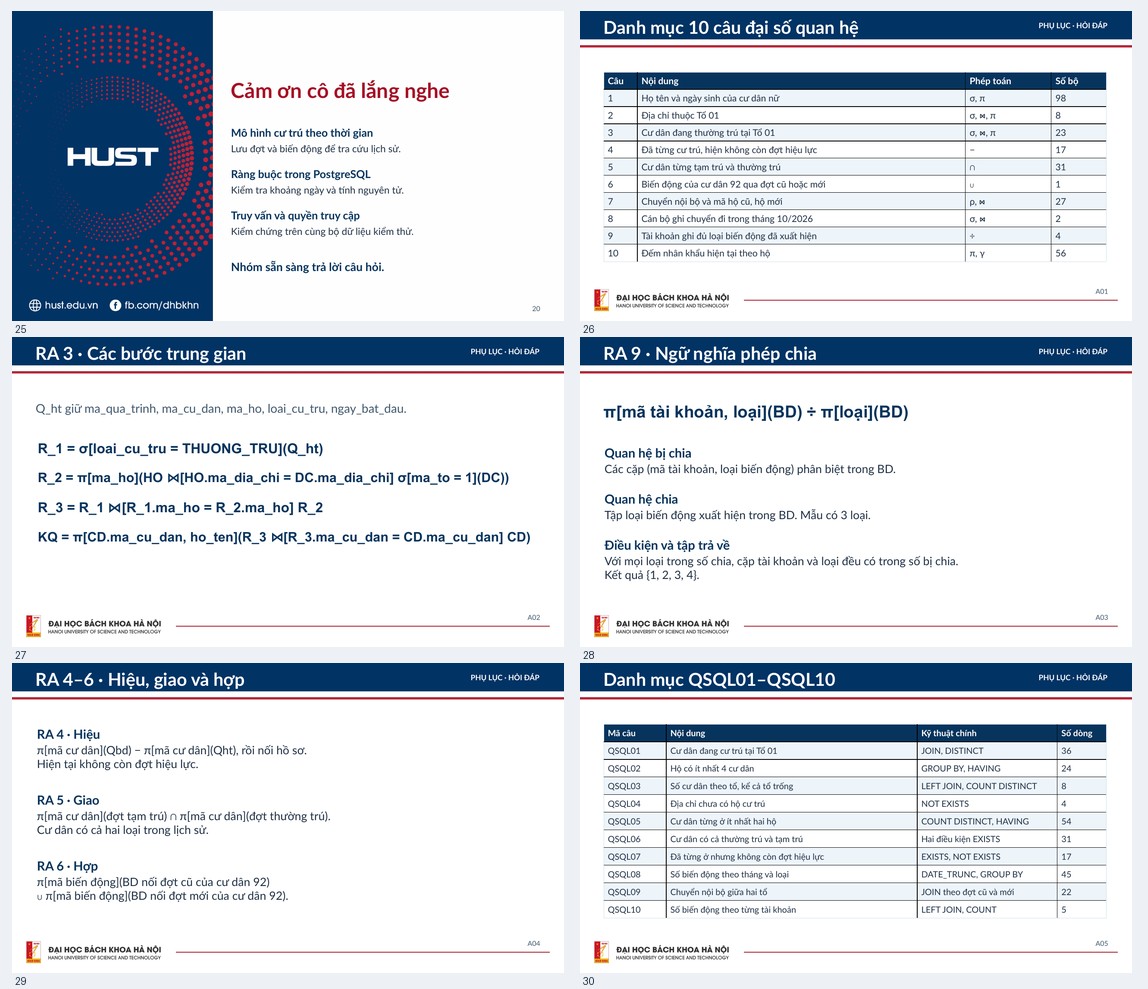 HUST
hust.edu.vn fb.com/dhbkhn
Cảm ơn cô đã lắng nghe
Mô hình cư trú theo thời gian
Lưu đợt và biến động để tra cứu lịch sử.
Ràng buộc trong PostgreSQL
Kiểm tra khoảng ngày và tính nguyên tử.
Truy vấn và quyền truy cập
Kiểm chứng trên cùng bộ dữ liệu kiểm thử.
Nhóm sẵn sàng trả lời câu hỏi.
20
25
Danh mục 10 câu đại số quan hệ
PHỤ LỤC · HỎI ĐÁP
Câu Nội dung Phép toán Số bộ
1 Họ tên và ngày sinh của cư dân nữ σ, π 98
2 Địa chỉ thuộc Tổ 01 σ, ⋈, π 8
3 Cư dân đang thường trú tại Tổ 01 σ, ⋈, π 23
4 Đã từng cư trú, hiện không còn đợt hiệu lực − 17
5 Cư dân từng tạm trú và thường trú ∩ 31
6 Biến động của cư dân 92 qua đợt cũ hoặc mới ∪ 1
7 Chuyển nội bộ và mã hộ cũ, hộ mới ρ, ⋈ 27
8 Cán bộ ghi chuyển đi trong tháng 10/2026 σ, ⋈ 2
9 Tài khoản ghi đủ loại biến động đã xuất hiện ÷ 4
10 Đếm nhân khẩu hiện tại theo hộ π, γ 56
ĐẠI HỌC BÁCH KHOA HÀ NỘI
HANOI UNIVERSITY OF SCIENCE AND TECHNOLOGY
A01
26
RA 3 · Các bước trung gian
PHỤ LỤC · HỎI ĐÁP
Q_ht giữ ma_qua_trinh, ma_cu_dan, ma_ho, loai_cu_tru, ngay_bat_dau.
R_1 = σ[loai_cu_tru = THUONG_TRU](Q_ht)
R_2 = π[ma_ho](HO ⋈[HO.ma_dia_chi = DC.ma_dia_chi] σ[ma_to = 1](DC))
R_3 = R_1 ⋈[R_1.ma_ho = R_2.ma_ho] R_2
KQ = π[CD.ma_cu_dan, ho_ten](R_3 ⋈[R_3.ma_cu_dan = CD.ma_cu_dan] CD)
ĐẠI HỌC BÁCH KHOA HÀ NỘI
HANOI UNIVERSITY OF SCIENCE AND TECHNOLOGY
A02
27
RA 9 · Ngữ nghĩa phép chia
PHỤ LỤC · HỎI ĐÁP
π[mã tài khoản, loại](BD) ÷ π[loại](BD)
Quan hệ bị chia
Các cặp (mã tài khoản, loại biến động) phân biệt trong BD.
Quan hệ chia
Tập loại biến động xuất hiện trong BD. Mẫu có 3 loại.
Điều kiện và tập trả về
Với mọi loại trong số chia, cặp tài khoản và loại đều có trong số bị chia.
Kết quả {1, 2, 3, 4}.
ĐẠI HỌC BÁCH KHOA HÀ NỘI
HANOI UNIVERSITY OF SCIENCE AND TECHNOLOGY
A03
28
RA 4–6 · Hiệu, giao và hợp
PHỤ LỤC · HỎI ĐÁP
RA 4 · Hiệu
π[mã cư dân](Qbd) − π[mã cư dân](Qht), rồi nối hồ sơ.
Hiện tại không còn đợt hiệu lực.
RA 5 · Giao
π[mã cư dân](đợt tạm trú) ∩ π[mã cư dân](đợt thường trú).
Cư dân có cả hai loại trong lịch sử.
RA 6 · Hợp
π[mã biến động](BD nối đợt cũ của cư dân 92)
∪ π[mã biến động](BD nối đợt mới của cư dân 92).
ĐẠI HỌC BÁCH KHOA HÀ NỘI
HANOI UNIVERSITY OF SCIENCE AND TECHNOLOGY
A04
29
Danh mục QSQL01–QSQL10
PHỤ LỤC · HỎI ĐÁP
Mã câu Nội dung Kỹ thuật chính Số dòng
QSQL01 Cư dân đang cư trú tại Tổ 01 JOIN, DISTINCT 36
QSQL02 Hộ có ít nhất 4 cư dân GROUP BY, HAVING 24
QSQL03 Số cư dân theo tổ, kể cả tổ trống LEFT JOIN, COUNT DISTINCT 8
QSQL04 Địa chỉ chưa có hộ cư trú NOT EXISTS 4
QSQL05 Cư dân từng ở ít nhất hai hộ COUNT DISTINCT, HAVING 54
QSQL06 Cư dân có cả thường trú và tạm trú Hai điều kiện EXISTS 31
QSQL07 Đã từng ở nhưng không còn đợt hiệu lực EXISTS, NOT EXISTS 17
QSQL08 Số biến động theo tháng và loại DATE_TRUNC, GROUP BY 45
QSQL09 Chuyển nội bộ giữa hai tổ JOIN theo đợt cũ và mới 22
QSQL10 Số biến động theo từng tài khoản LEFT JOIN, COUNT 5
ĐẠI HỌC BÁCH KHOA HÀ NỘI
HANOI UNIVERSITY OF SCIENCE AND TECHNOLOGY
A05
30